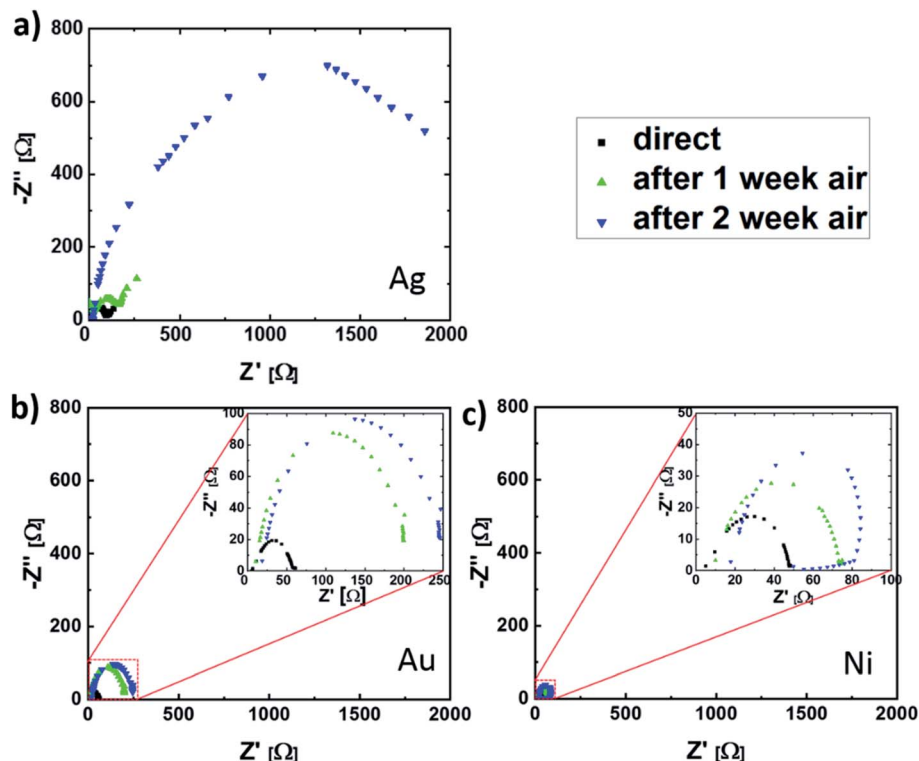 a)
800
600
400
200
0
-Z'' [Ω]
0 500 1000 1500 2000
Z' [Ω]
Ag
direct
after 1 week air
after 2 week air
b)
800
600
400
200
0
-Z'' [Ω]
0 500 1000 1500 2000
Z' [Ω]
Au
100
80
60
40
20
0
-Z'' [Ω]
0 50 100 150 200 250
Z' [Ω]
c)
800
600
400
200
0
-Z'' [Ω]
0 500 1000 1500 2000
Z' [Ω]
Ni
50
40
30
20
10
0
-Z'' [Ω]
0 20 40 60 80 100
Z' [Ω]